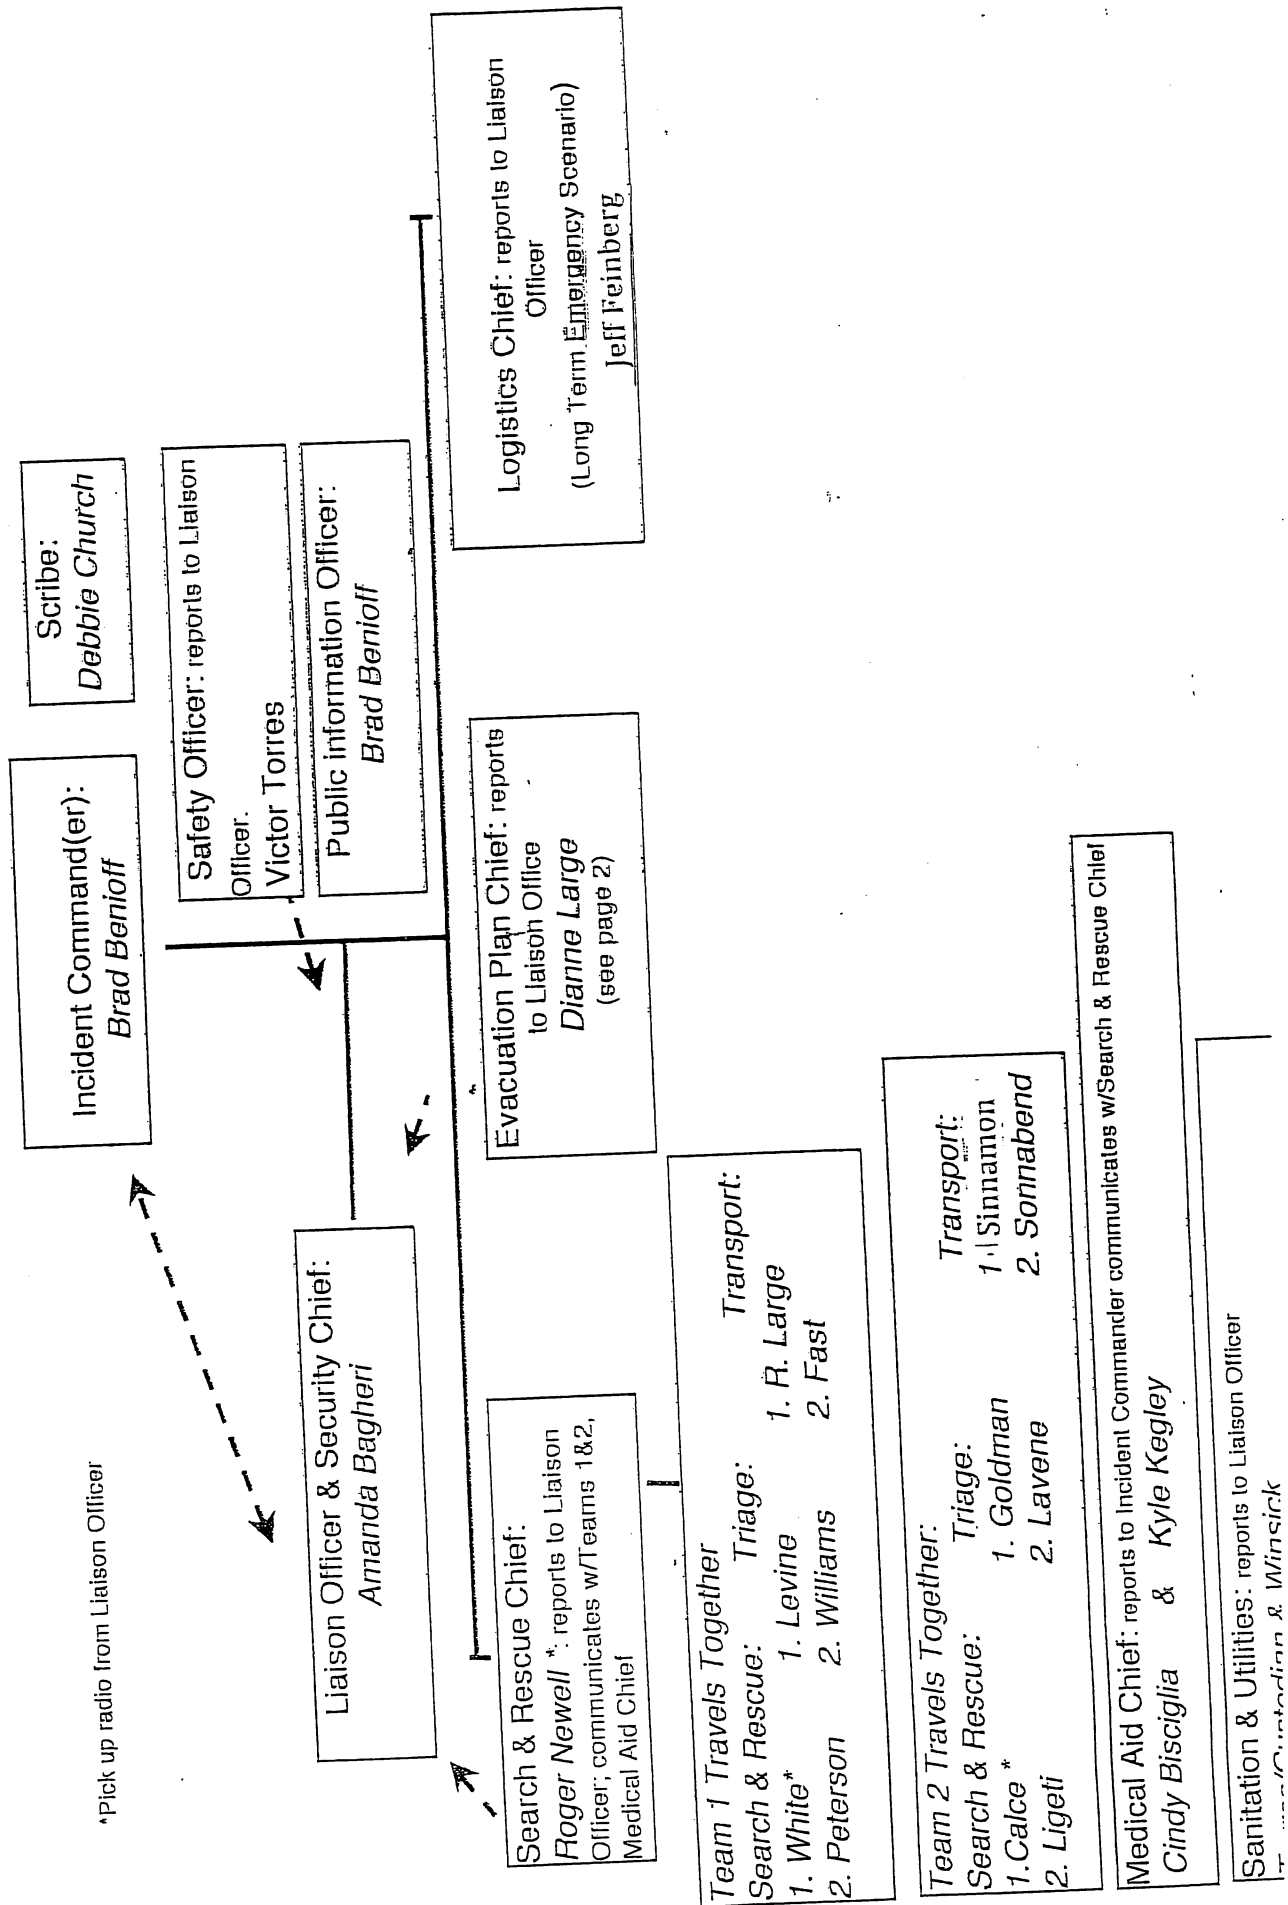 *Pick up radio from Liaison Officer
Incident Command(er):
Brad Benioff
Scribe:
Debbie Church
Safety Officer: reports to Liaison
Officer.
Victor Torres
Public information Officer:
Brad Benioff
Liaison Officer & Security Chief:
Amanda Bagheri
Search & Rescue Chief:
Roger Newell *: reports to Liaison
Officer; communicates w/Teams 1&2,
Medical Aid Chief
Evacuation Plan Chief: reports
to Liaison Office
Dianne Large
(see page 2)
Logistics Chief: reports to Liaison
Officer
(Long Term Emergency Scenario)
Jeff Feinberg
Team 1 Travels Together
Search & Rescue: Triage: Transport:
1. White* 1. Levine 1. R. Large
2. Peterson 2. Williams 2. Fast
Team 2 Travels Together:
Search & Rescue: Triage: Transport:
1.Calce* 1. Goldman 1. Sinnamon
2. Ligeti 2. Lavene 2. Sonnabend
Medical Aid Chief: reports to Incident Commander communicates w/Search & Rescue Chief
Cindy Bisciglia & Kyle Kegley
Sanitation & Utilities: reports to Liaison Officer
& Winsick